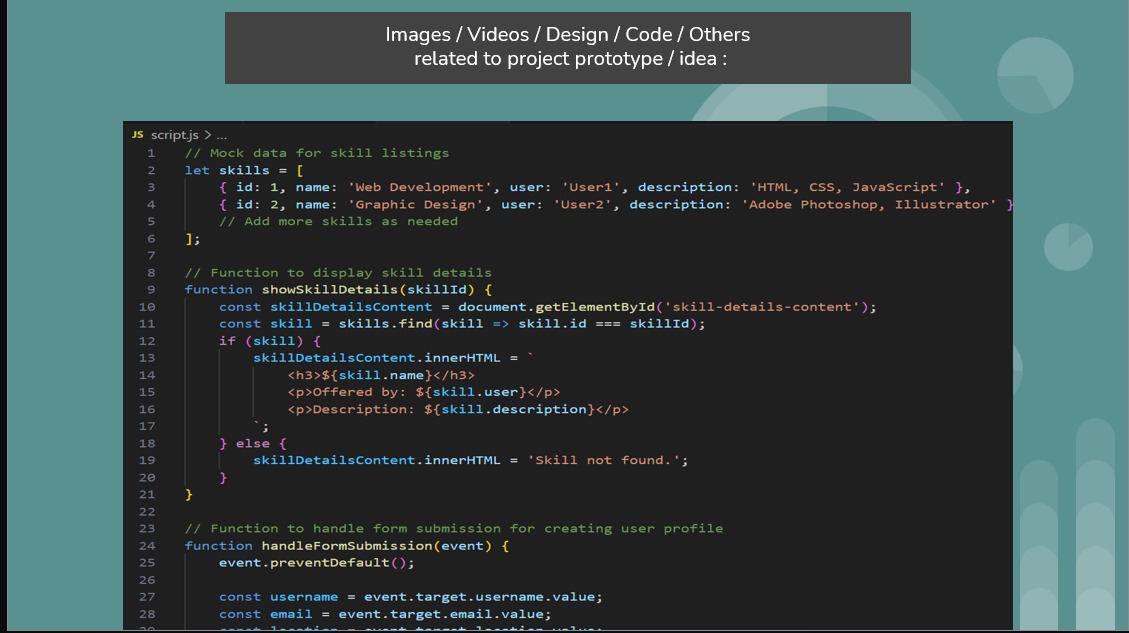 Images / Videos / Design / Code / Others
related to project prototype / idea :
JS script.js > ...
1 // Mock data for skill listings
2 let skills = [
3 { id: 1, name: 'Web Development', user: 'User1', description: 'HTML, CSS, JavaScript' },
4 { id: 2, name: 'Graphic Design', user: 'User2', description: 'Adobe Photoshop, Illustrator' }
5 // Add more skills as needed
6 ];
7
8 // Function to display skill details
9 function showSkillDetails(skillId) {
10 const skillDetailsContent = document.getElementById('skill-details-content');
11 const skill = skills.find(skill => skill.id === skillId);
12 if (skill) {
13 skillDetailsContent.innerHTML = `
14 <h3>${skill.name}</h3>
15 <p>Offered by: ${skill.user}</p>
16 <p>Description: ${skill.description}</p>
17 `;
18 } else {
19 skillDetailsContent.innerHTML = 'Skill not found.';
20 }
21 }
22
23 // Function to handle form submission for creating user profile
24 function handleFormSubmission(event) {
25 event.preventDefault();
26
27 const username = event.target.username.value;
28 const email = event.target.email.value;
29 const location = event.target.location.value;